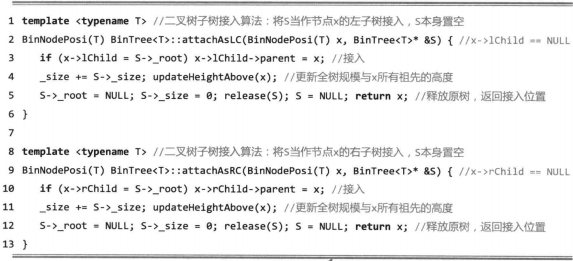 1 template <typename T> //二叉树子树接入算法：将S当作节点x的左子树接入，S本身置空
2 BinNodePosi(T) BinTree<T>::attachAsLC(BinNodePosi(T) x, BinTree<T>* &S) { //x->lChild == NULL
3 if (x->lChild = S->_root) x->lChild->parent = x; //接入
4 _size += S->_size; updateHeightAbove(x); //更新全树规模与x所有祖先的高度
5 S->_root = NULL; S->_size = 0; release(S); S = NULL; return x; //释放原树，返回接入位置
6 }
7
8 template <typename T> //二叉树子树接入算法：将S当作节点x的右子树接入，S本身置空
9 BinNodePosi(T) BinTree<T>::attachAsRC(BinNodePosi(T) x, BinTree<T>* &S) { //x->rChild == NULL
10 if (x->rChild = S->_root) x->rChild->parent = x; //接入
11 _size += S->_size; updateHeightAbove(x); //更新全树规模与x所有祖先的高度
12 S->_root = NULL; S->_size = 0; release(S); S = NULL; return x; //释放原树，返回接入位置
13 }